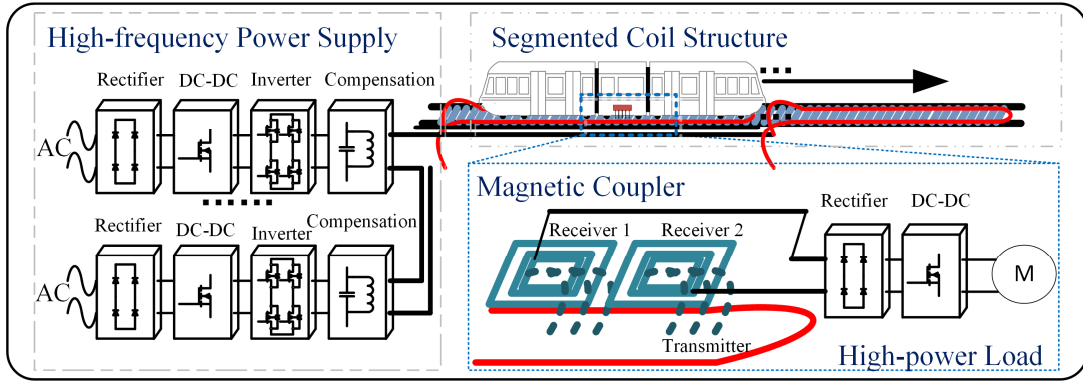 High-frequency Power Supply
Rectifier DC-DC Inverter Compensation
AC
Rectifier DC-DC Inverter Compensation
AC
Segmented Coil Structure
Magnetic Coupler
Receiver 1 Receiver 2
Transmitter
Rectifier DC-DC
M
High-power Load